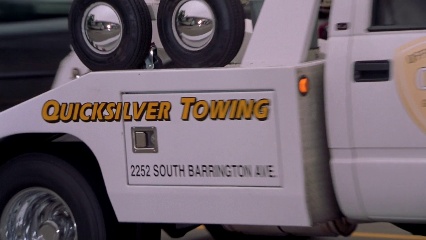 QUICKSILVER TOWING
2252 SOUTH BARRINGTON AVE.